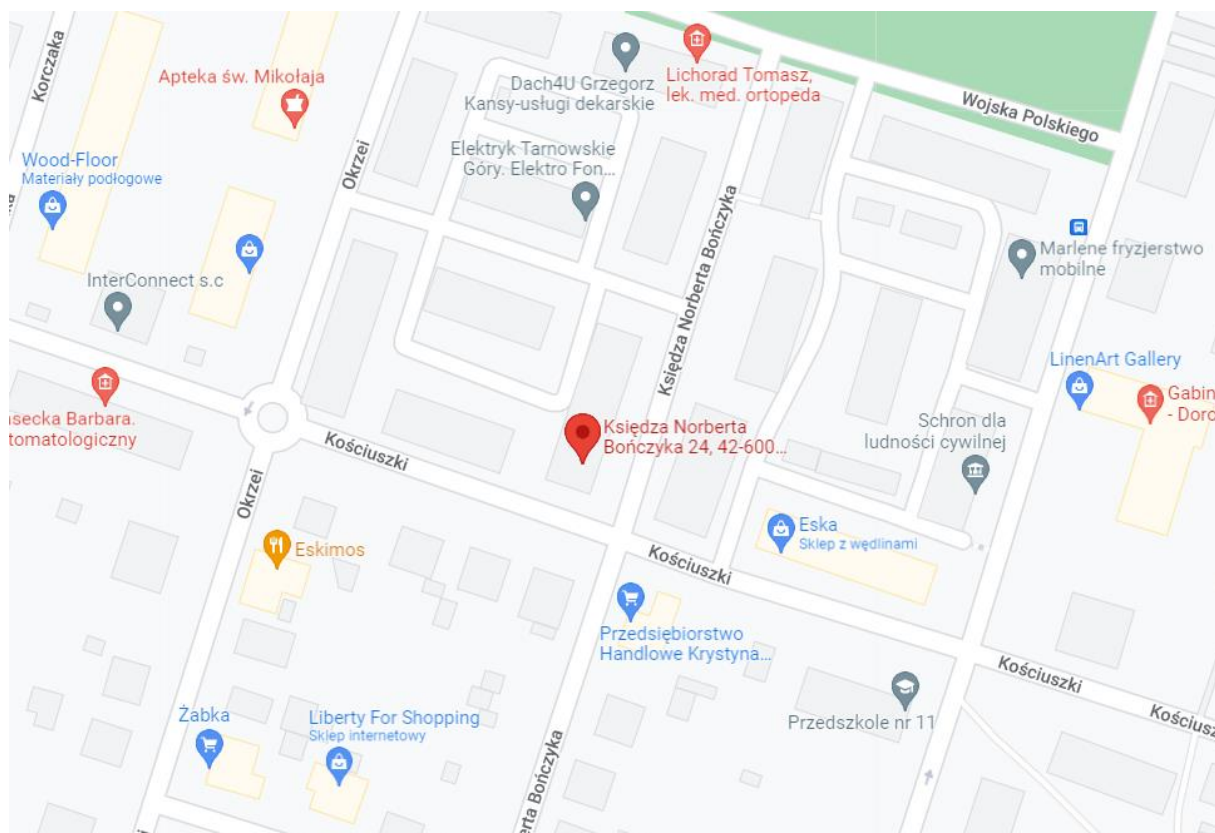 Korczaka
Apteka św. Mikołaja
Okrzei
Dach4U Grzegorz
Kansy-usługi dekarskie
Lichorad Tomasz,
lek. med. ortopeda
Wojska Polskiego
Wood-Floor
Materiały podłogowe
Elektryk Tarnowskie
Góry. Elektro Fon...
Księdza Norberta Bończyka
Marlene fryzjerstwo
mobilne
InterConnect s.c
LinenArt Gallery
Gabin
- Doro
asecka Barbara.
tomatologiczny
Kościuszki
Księdza Norberta
Bończyka 24, 42-600...
Schron dla
ludności cywilnej
Okrzei
Eskimos
Eska
Sklep z wędlinami
Kościuszki
Przedsiębiorstwo
Handlowe Krystyna...
Kościuszki
Przedszkole nr 11
Kościusz
Żabka
Liberty For Shopping
Sklep internetowy
erta Bończyka